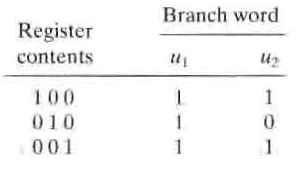 Branch word
Register
contents u₁ u₂
1 0 0 1 1
0 1 0 1 0
0 0 1 1 1